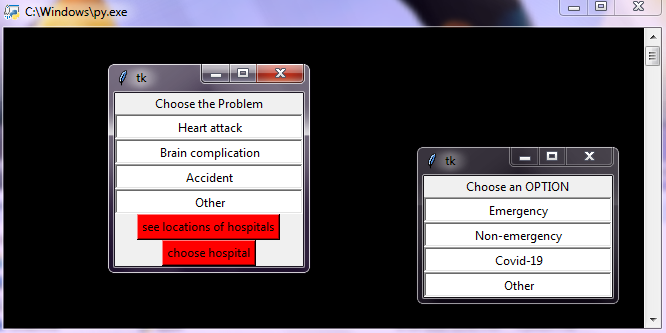 C:\Windows\py.exe
tk
Choose the Problem
Heart attack
Brain complication
Accident
Other
see locations of hospitals
choose hospital
tk
Choose an OPTION
Emergency
Non-emergency
Covid-19
Other